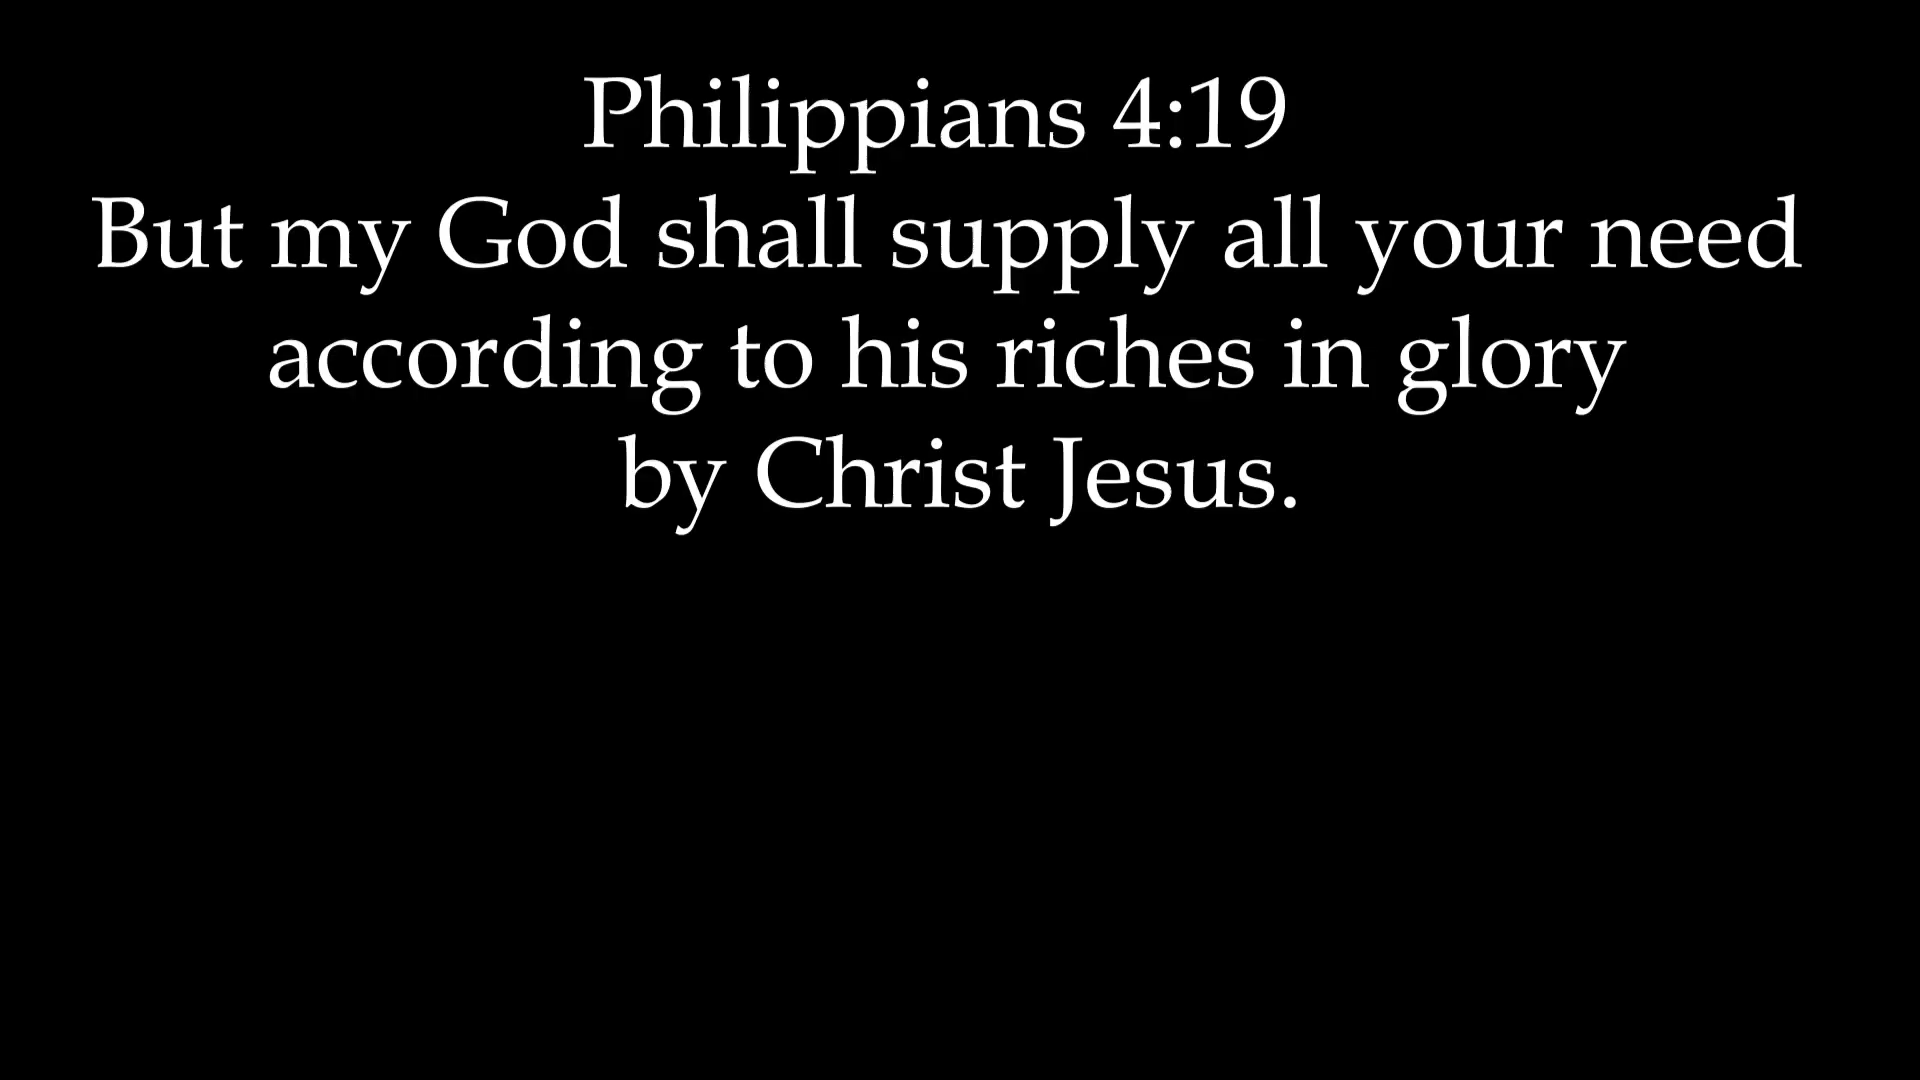 Philippians 4:19
But my God shall supply all your need
according to his riches in glory
by Christ Jesus.